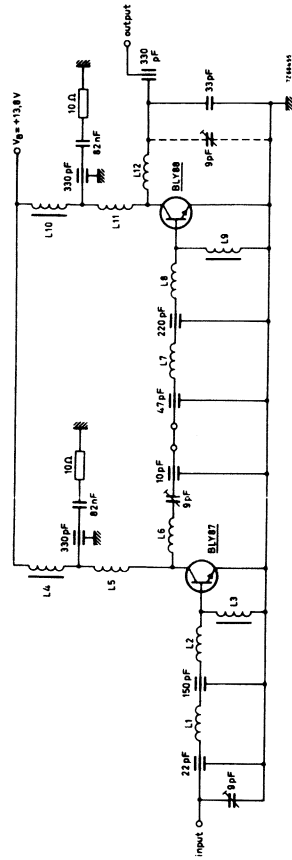 V_B = +13,8V
L4
330pF
82nF
10Ω
L5
L10
330pF
82nF
10Ω
L11
input
9pF
22pF
L1
150pF
L2
L3
BLY87
L6
9pF
10pF
47pF
L7
220pF
L8
L9
BLY88
L12
9pF
33pF
330
pF
output